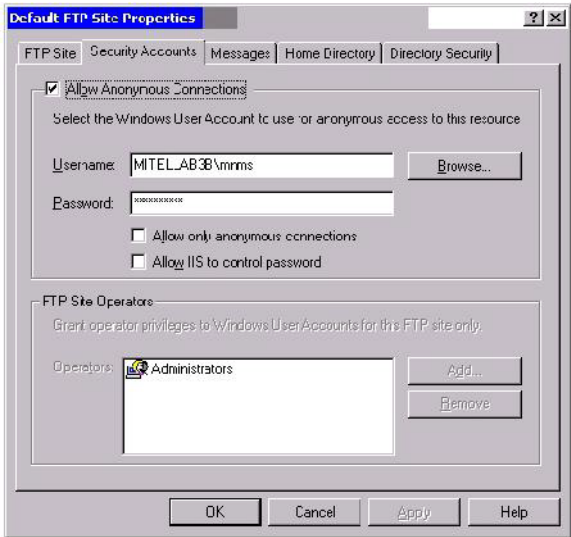 Default FTP Site Properties
FTP Site Security Accounts Messages Home Directory Directory Security
Allow Anonymous Connections
Select the Windows User Account to use for anonymous access to this resource
Username: MITEL_AB3B\mnms Browse...
Password: **********
Allow only anonymous connections
Allow IIS to control password
FTP Site Operators
Grant operator privileges to Windows User Accounts for this FTP site only.
Operators: Administrators Add...
Remove
OK Cancel Apply Help